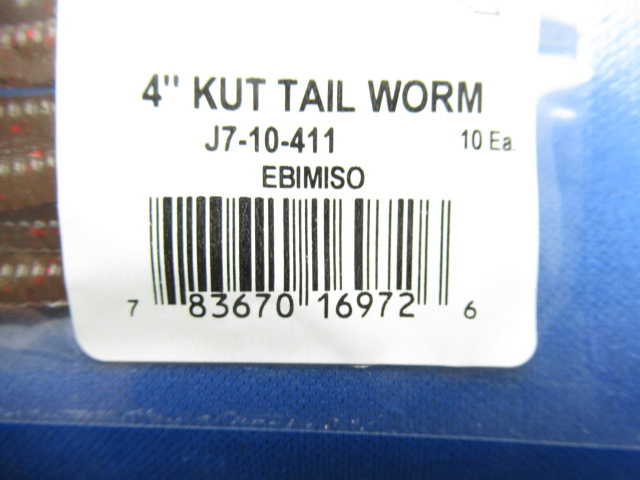 4" KUT TAIL WORM
J7-10-411 10 Ea.
EBIMISO
7 83670 16972 6